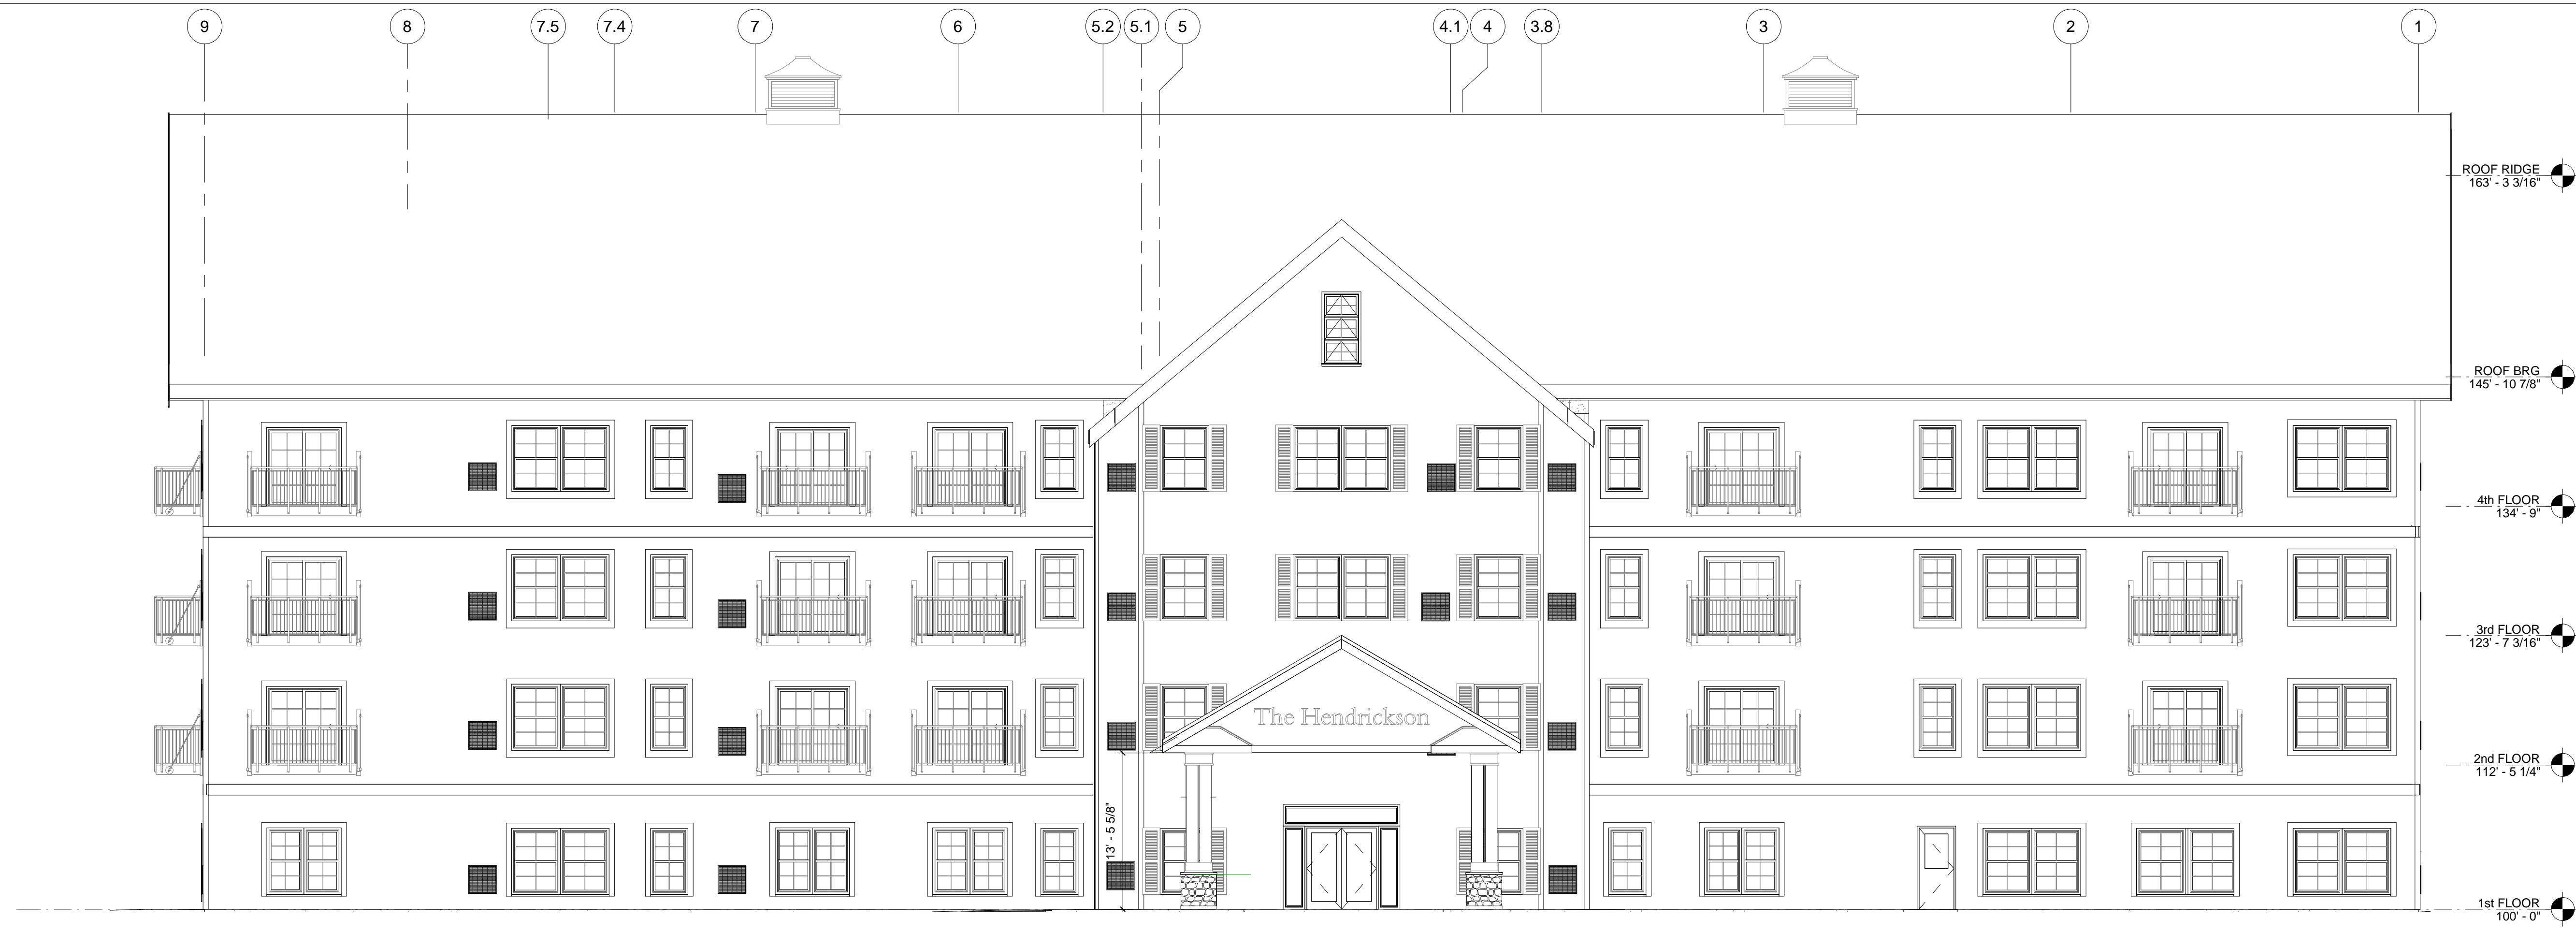 9
8
7.5
7.4
7
6
5.2
5.1
5
4.1
4
3.8
3
2
1
ROOF RIDGE
163' - 3 3/16"
ROOF BRG
145' - 10 7/8"
4th FLOOR
134' - 9"
3rd FLOOR
123' - 7 3/16"
The Hendrickson
2nd FLOOR
112' - 5 1/4"
13' - 5 5/8"
1st FLOOR
100' - 0"